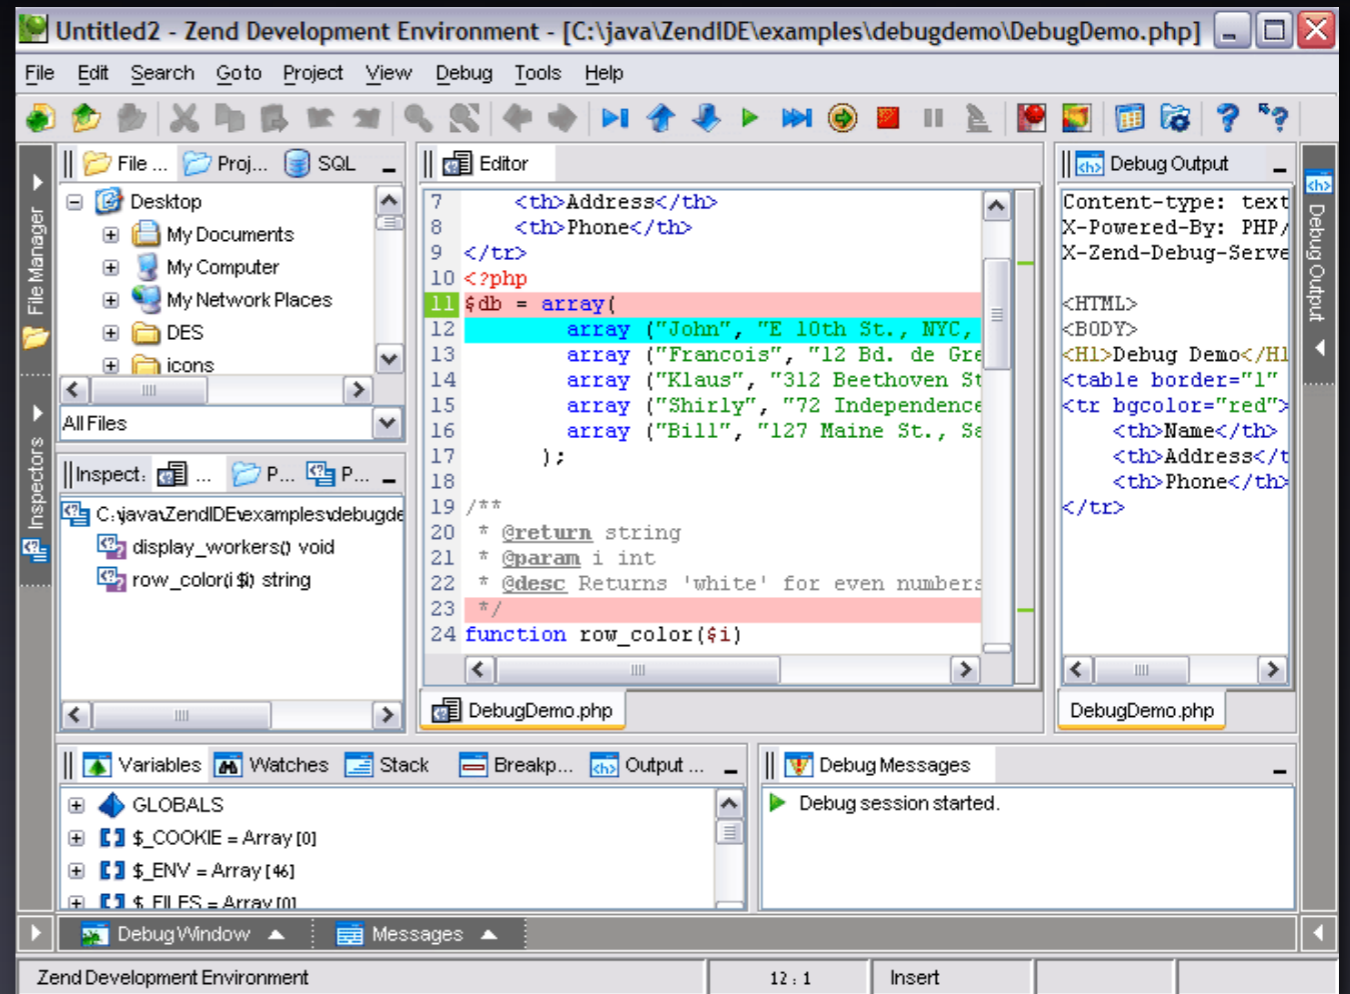 Untitled2 - Zend Development Environment - [C:\java\ZendIDE\examples\debugdemo\DebugDemo.php]
File Edit Search Goto Project View Debug Tools Help
File ... Proj... SQL
Desktop
My Documents
My Computer
My Network Places
DES
icons
All Files
File Manager
Inspectors
Inspect: ... P... P...
C:\java\ZendIDE\examples\debugde
display_workers() void
row_color(i $i) string
Editor
7 <th>Address</th>
8 <th>Phone</th>
9 </tr>
10 <?php
11 $db = array(
12 array ("John", "E 10th St., NYC,
13 array ("Francois", "12 Bd. de Gre
14 array ("Klaus", "312 Beethoven St
15 array ("Shirly", "72 Independence
16 array ("Bill", "127 Maine St., Sa
17 );
18
19 /**
20 * @return string
21 * @param i int
22 * @desc Returns 'white' for even numbers
23 */
24 function row_color($i)
DebugDemo.php
Debug Output
Content-type: text
X-Powered-By: PHP/
X-Zend-Debug-Serve
<HTML>
<BODY>
<H1>Debug Demo</H1
<table border="1"
<tr bgcolor="red">
<th>Name</th>
<th>Address</t
<th>Phone</th>
</tr>
DebugDemo.php
Debug Output
Variables Watches Stack Breakp... Output ...
GLOBALS
$_COOKIE = Array [0]
$_ENV = Array [46]
$_FILES = Array [0]
Debug Messages
Debug session started.
Debug Window Messages
Zend Development Environment 12 : 1 Insert